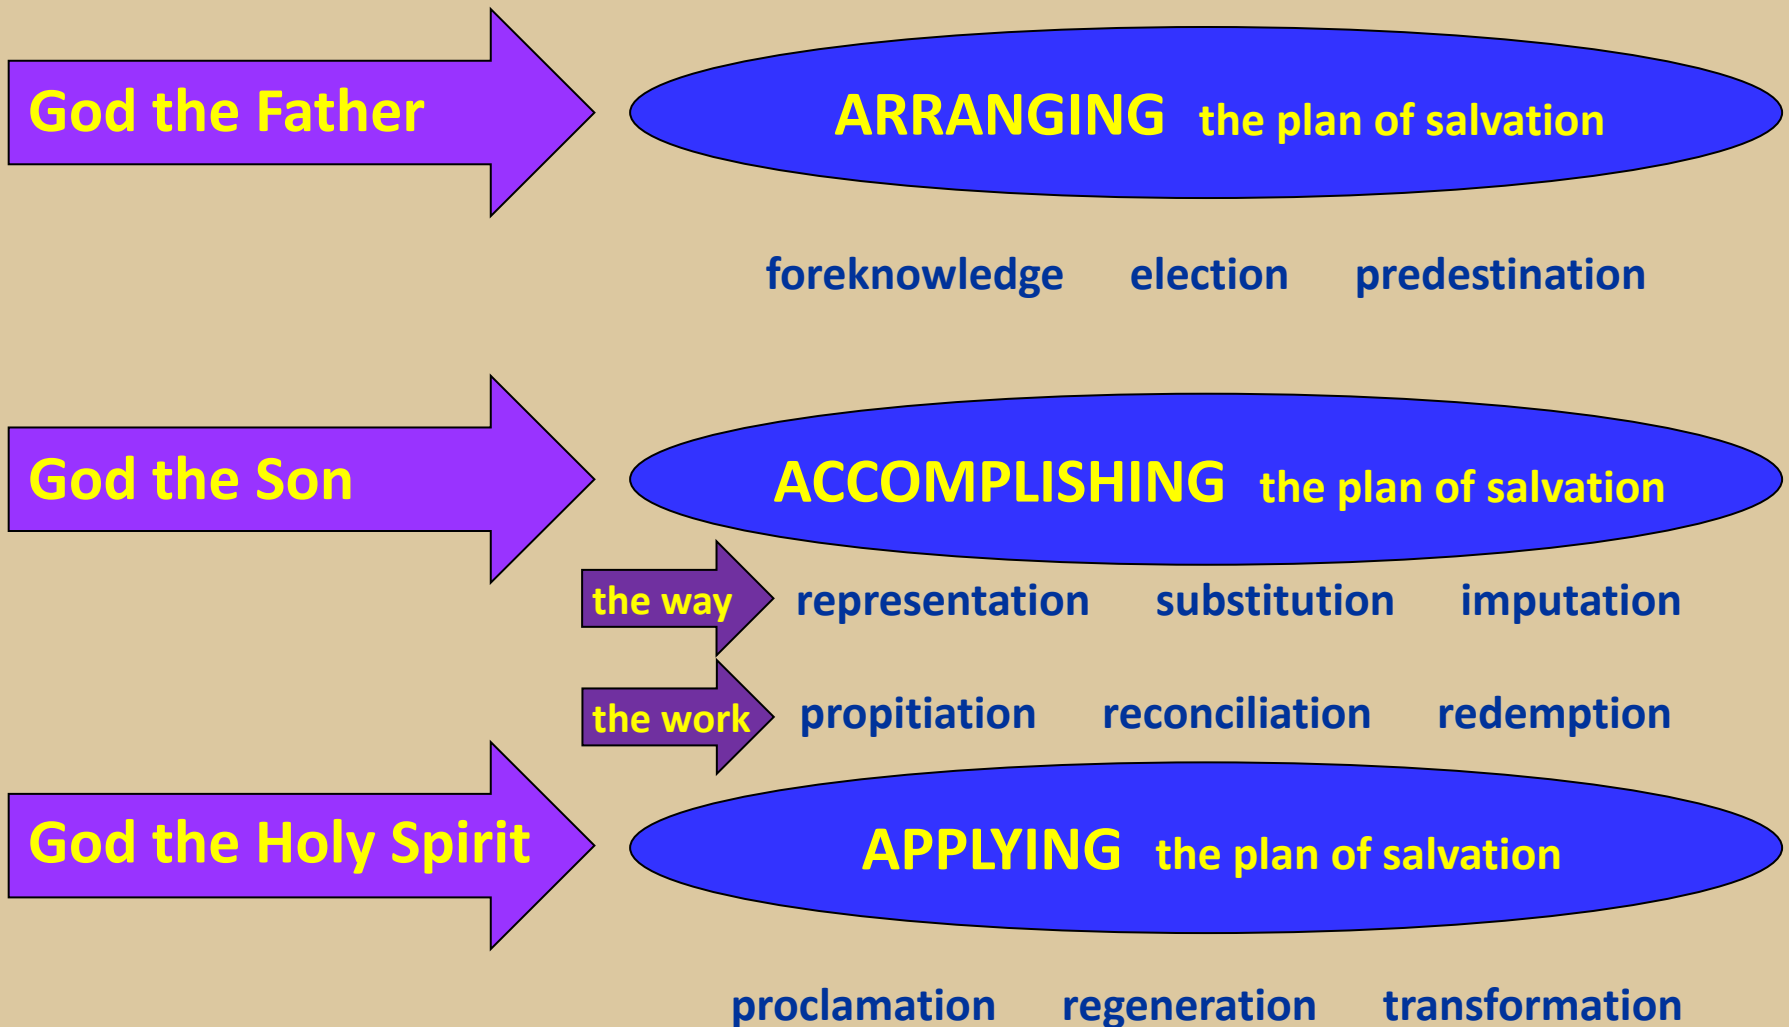 God the Father
ARRANGING the plan of salvation
foreknowledge election predestination
God the Son
ACCOMPLISHING the plan of salvation
the way
representation substitution imputation
the work
propitiation reconciliation redemption
God the Holy Spirit
APPLYING the plan of salvation
proclamation regeneration transformation